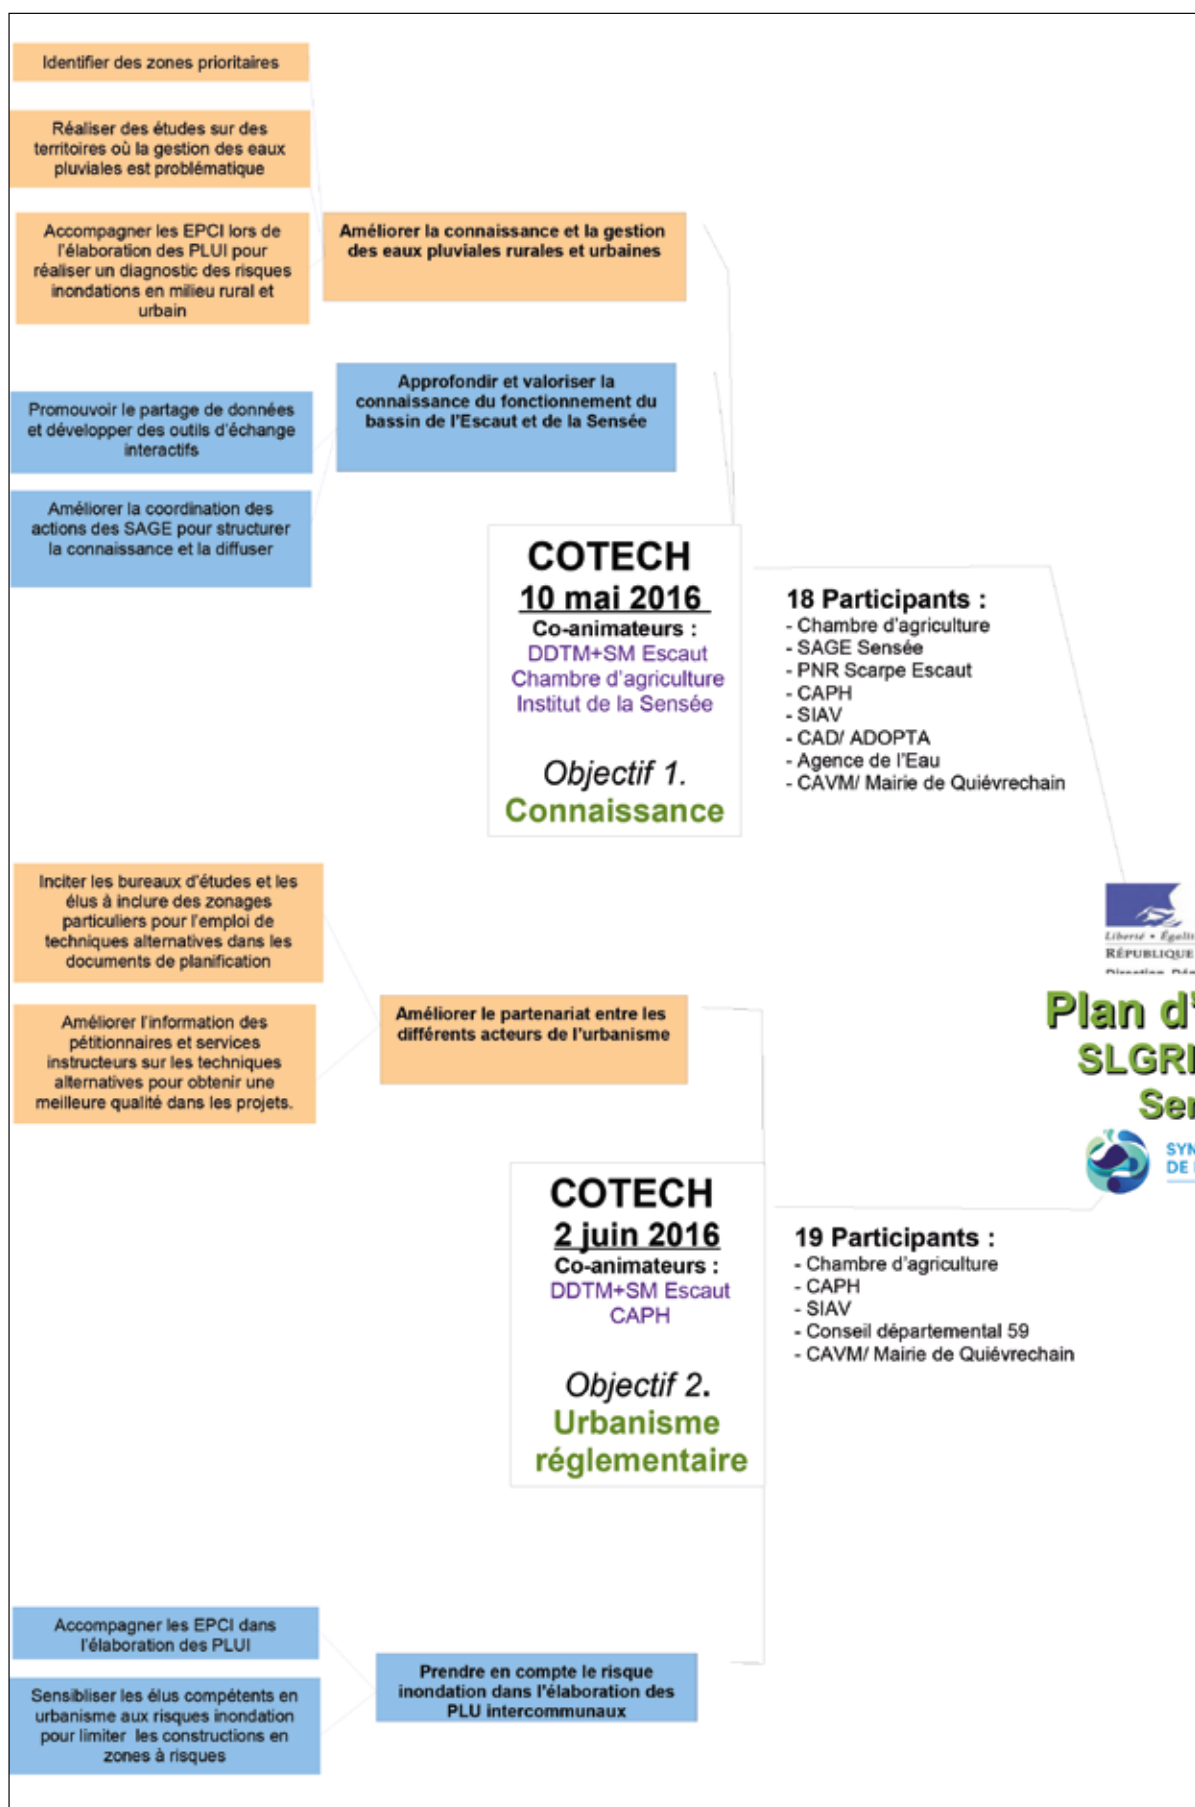 Identifier des zones prioritaires
Réaliser des études sur des
territoires où la gestion des eaux
pluviales est problématique
Accompagner les EPCI lors de
l'élaboration des PLUI pour
réaliser un diagnostic des risques
inondations en milieu rural et
urbain
Améliorer la connaissance et la gestion
des eaux pluviales rurales et urbaines
Promouvoir le partage de données
et développer des outils d'échange
interactifs
Améliorer la coordination des
actions des SAGE pour structurer
la connaissance et la diffuser
Approfondir et valoriser la
connaissance du fonctionnement du
bassin de l'Escaut et de la Sensée
COTECH
10 mai 2016
Co-animateurs :
DDTM+SM Escaut
Chambre d'agriculture
Institut de la Sensée
Objectif 1.
Connaissance
18 Participants :
- Chambre d'agriculture
- SAGE Sensée
- PNR Scarpe Escaut
- CAPH
- SIAV
- CAD/ ADOPTA
- Agence de l'Eau
- CAVM/ Mairie de Quiévrechain
Liberté • Égalit
RÉPUBLIQUE
Plan d'
SLGRI
Sen
SYN
DE
Inciter les bureaux d'études et les
élus à inclure des zonages
particuliers pour l'emploi de
techniques alternatives dans les
documents de planification
Améliorer l'information des
pétitionnaires et services
instructeurs sur les techniques
alternatives pour obtenir une
meilleure qualité dans les projets.
Améliorer le partenariat entre les
différents acteurs de l'urbanisme
COTECH
2 juin 2016
Co-animateurs :
DDTM+SM Escaut
CAPH
Objectif 2.
Urbanisme
réglementaire
19 Participants :
- Chambre d'agriculture
- CAPH
- SIAV
- Conseil départemental 59
- CAVM/ Mairie de Quiévrechain
Accompagner les EPCI dans
l'élaboration des PLUI
Sensibliser les élus compétents en
urbanisme aux risques inondation
pour limiter les constructions en
zones à risques
Prendre en compte le risque
inondation dans l'élaboration des
PLU intercommunaux